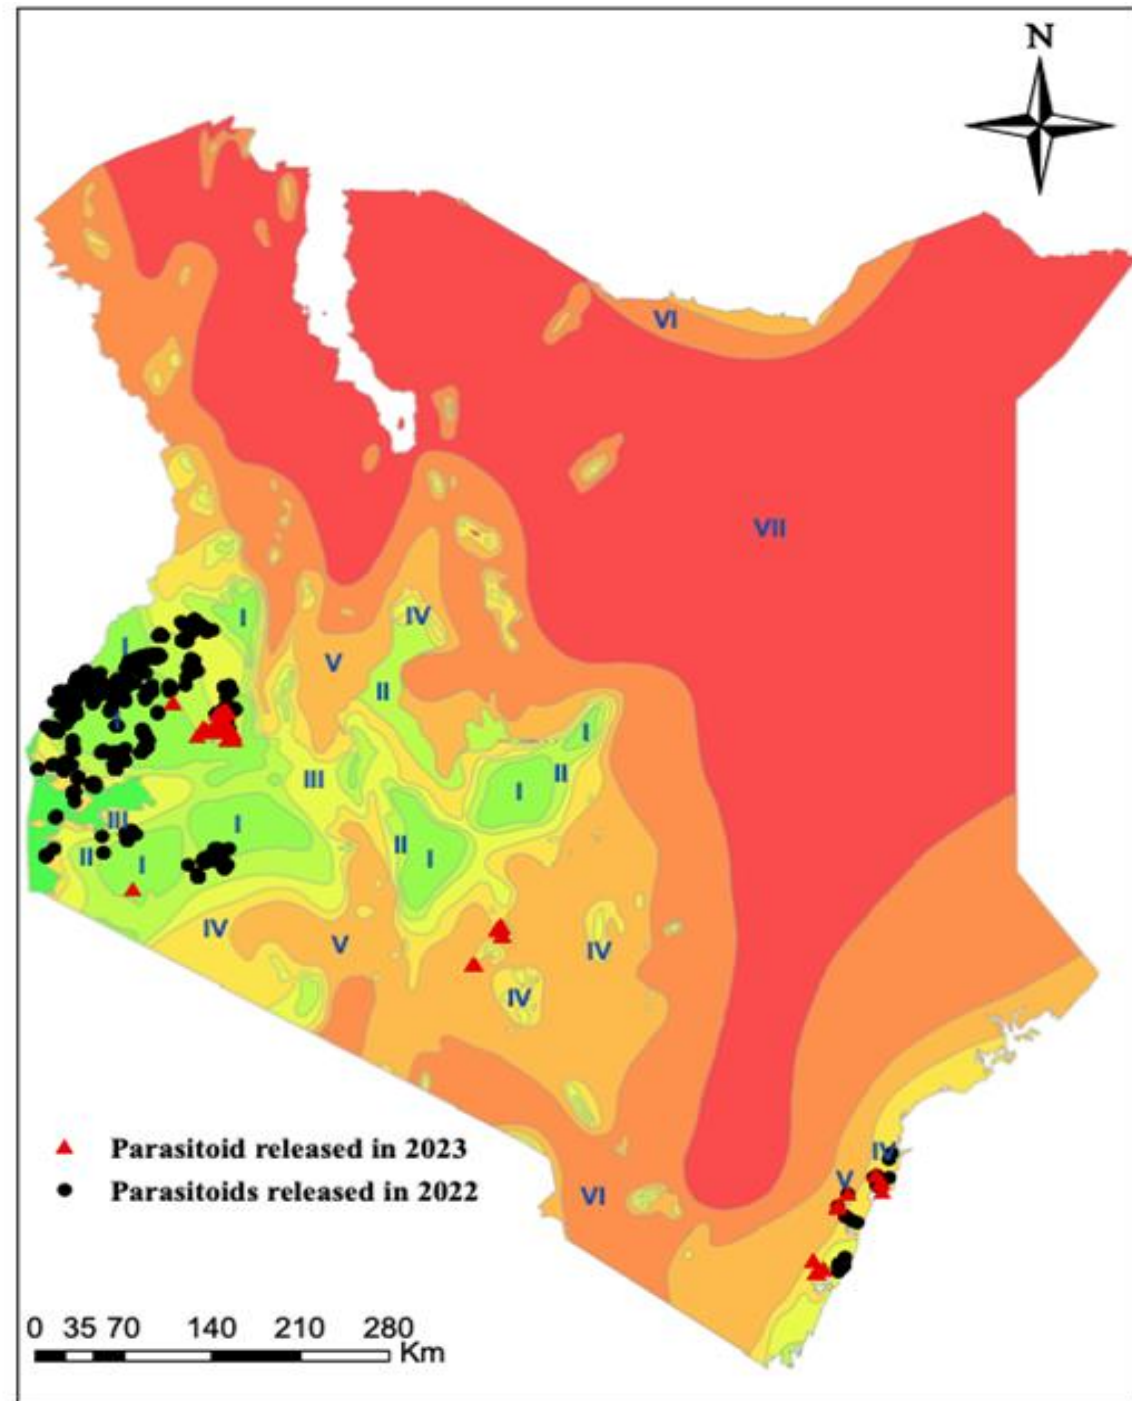 N
VI
VII
I
I
IV
V
II
I
I
III
II
I
III
I
II
I
II
I
IV
V
IV
IV
Parasitoid released in 2023
Parasitoids released in 2022
IV
V
VI
0 35 70 140 210 280
Km